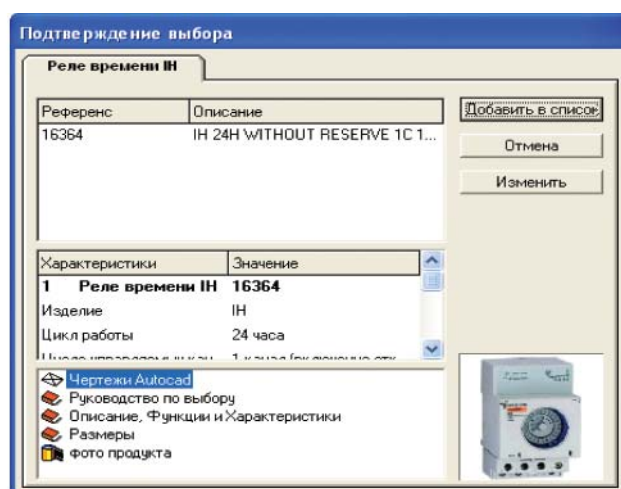 Подтверждение выбора
Реле времени IH
Референс Описание
16364 IH 24H WITHOUT RESERVE 1C 1...
Добавить в список
Отмена
Изменить
Характеристики Значение
1 Реле времени IH 16364
Изделие IH
Цикл работы 24 часа
Чертежи Autocad
Руководство по выбору
Описание, Функции и Характеристики
Размеры
фото продукта